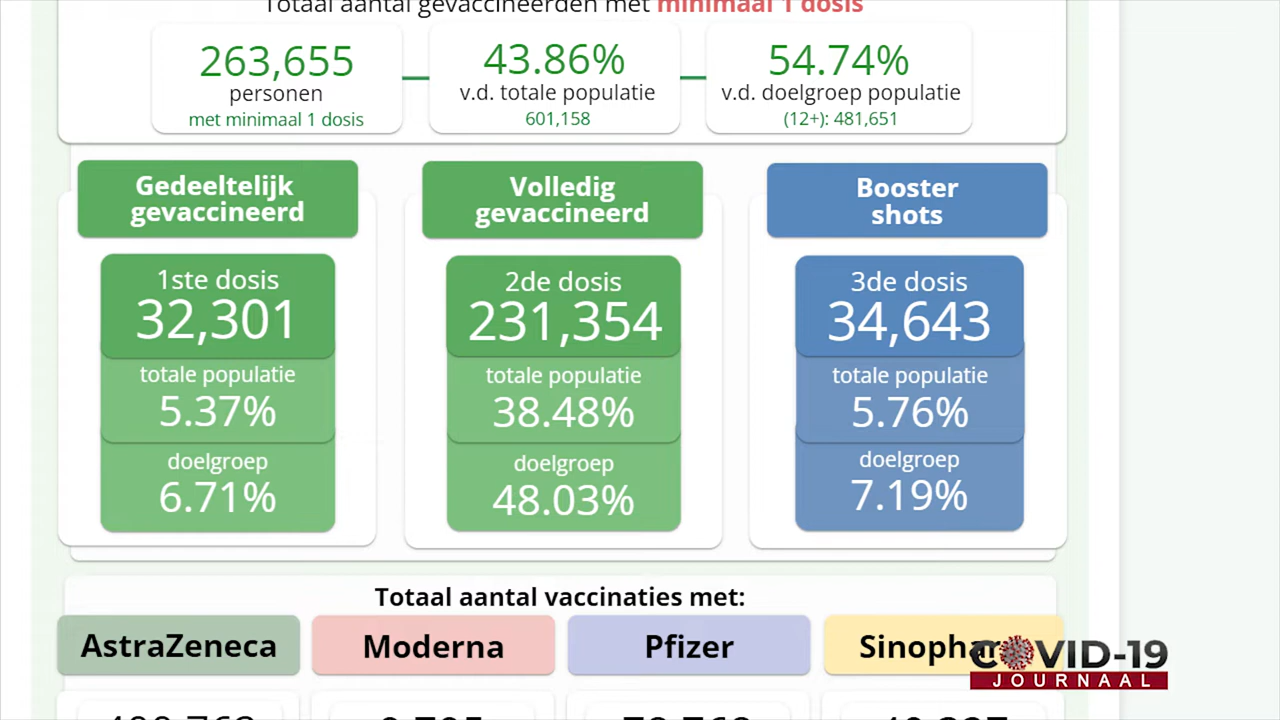 Totaal aantal gevaccineerden met minimaal 1 dosis
263,655
personen
met minimaal 1 dosis
43.86%
v.d. totale populatie
601,158
54.74%
v.d. doelgroep populatie
(12+): 481,651
Gedeeltelijk
gevaccineerd
1ste dosis
32,301
totale populatie
5.37%
doelgroep
6.71%
Volledig
gevaccineerd
2de dosis
231,354
totale populatie
38.48%
doelgroep
48.03%
Booster
shots
3de dosis
34,643
totale populatie
5.76%
doelgroep
7.19%
Totaal aantal vaccinaties met:
AstraZeneca
Moderna
Pfizer
COVID-19
JOURNAAL